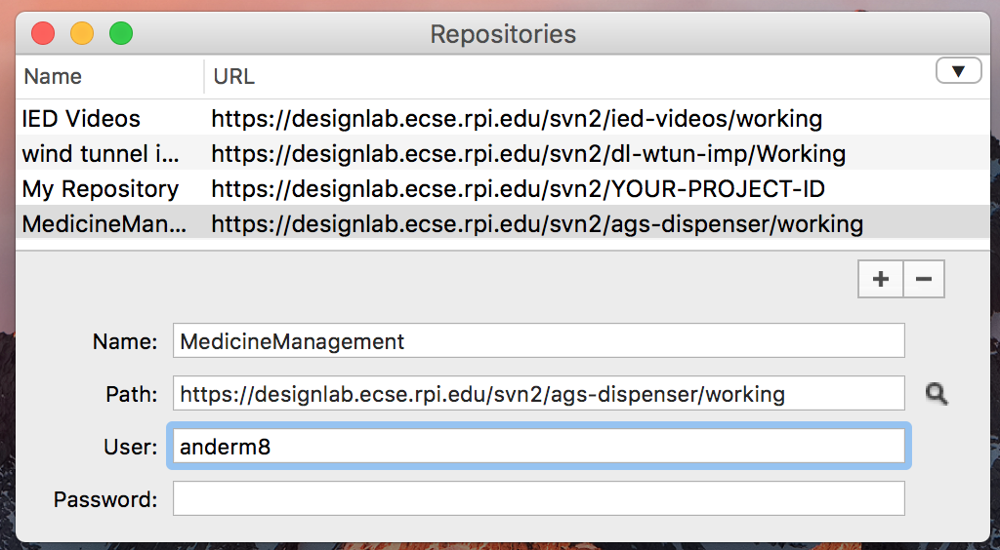 Repositories
Name URL ▼
IED Videos https://designlab.ecse.rpi.edu/svn2/ied-videos/working
wind tunnel i... https://designlab.ecse.rpi.edu/svn2/dl-wtun-imp/Working
My Repository https://designlab.ecse.rpi.edu/svn2/YOUR-PROJECT-ID
MedicineMan... https://designlab.ecse.rpi.edu/svn2/ags-dispenser/working
+ −
Name: MedicineManagement
Path: https://designlab.ecse.rpi.edu/svn2/ags-dispenser/working
User: anderm8
Password: